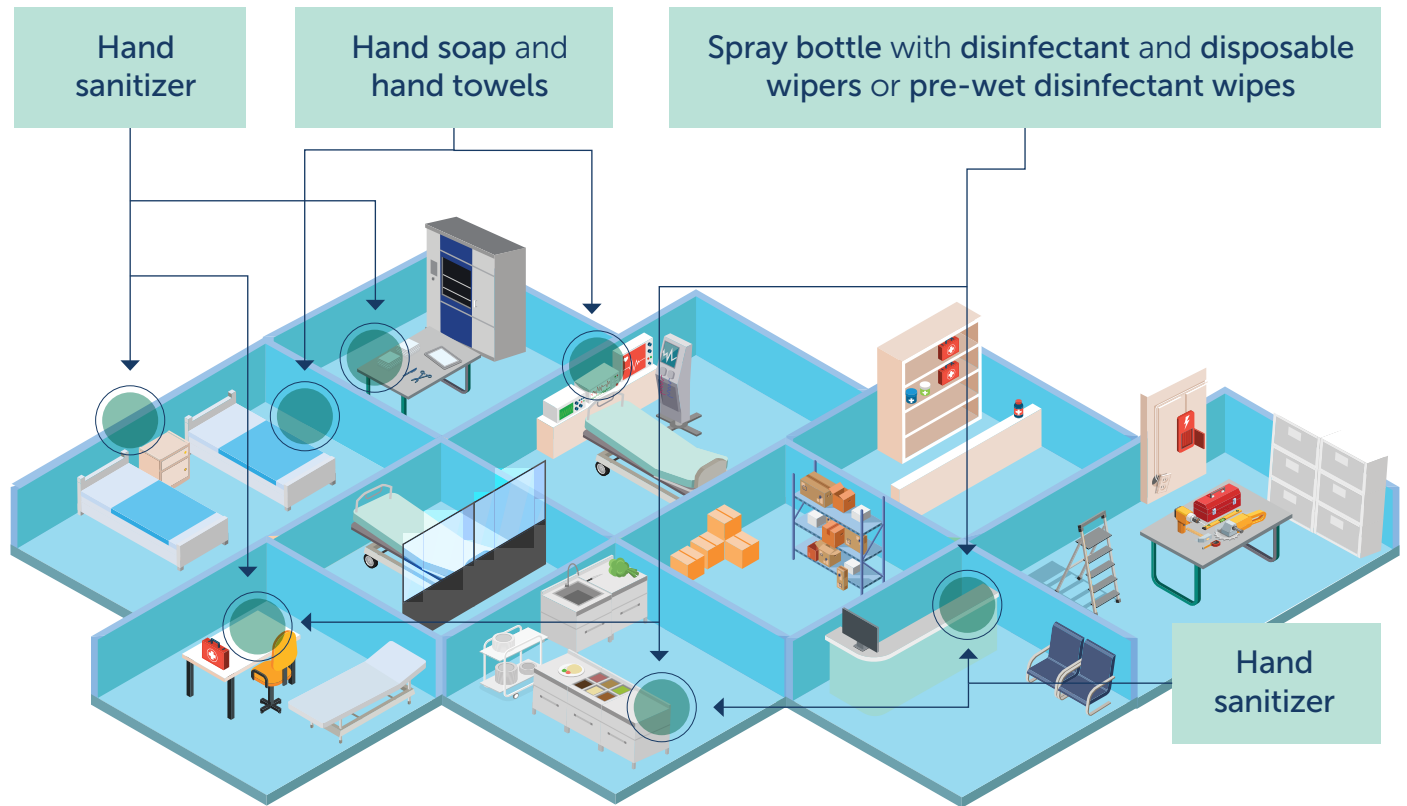 Hand
sanitizer
Hand soap and
hand towels
Spray bottle with disinfectant and disposable
wipers or pre-wet disinfectant wipes
Hand
sanitizer